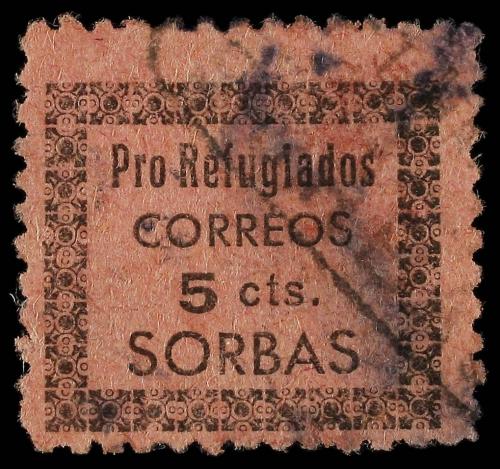 Pro-Refugiados
CORREOS
5 cts.
SORBAS